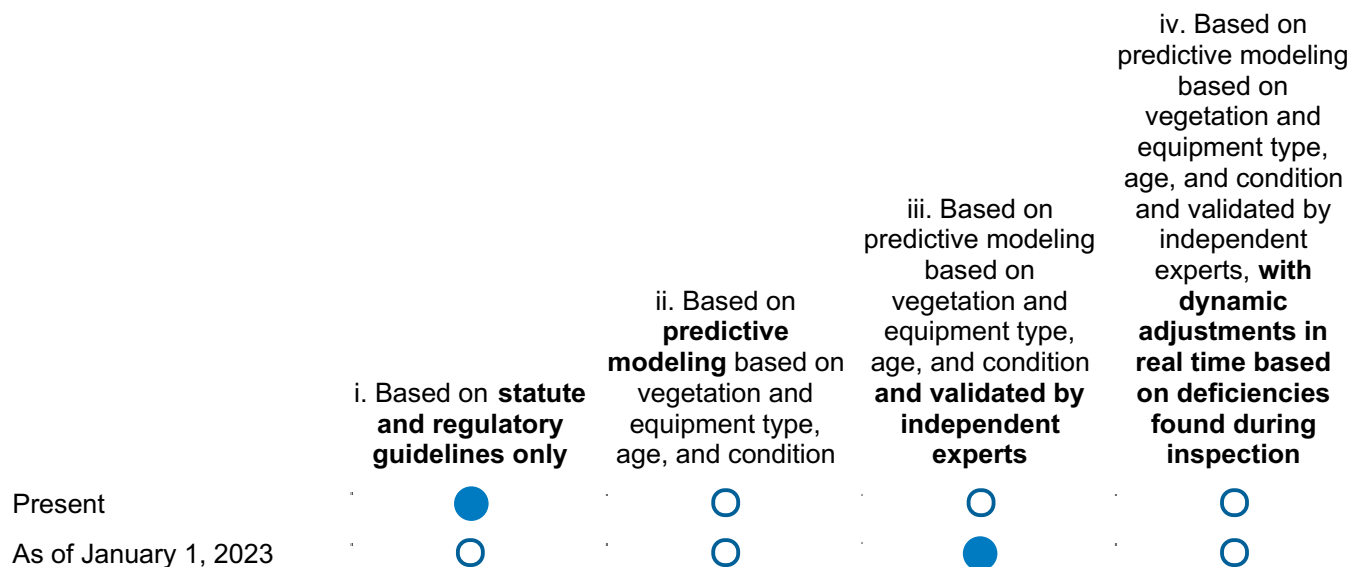 i. Based on statute
and regulatory
guidelines only
ii. Based on
predictive
modeling based on
vegetation and
equipment type,
age, and condition
iii. Based on
predictive modeling
based on
vegetation and
equipment type,
age, and condition
and validated by
independent
experts
iv. Based on
predictive modeling
based on
vegetation and
equipment type,
age, and condition
and validated by
independent
experts, with
dynamic
adjustments in
real time based
on deficiencies
found during
inspection
Present
As of January 1, 2023